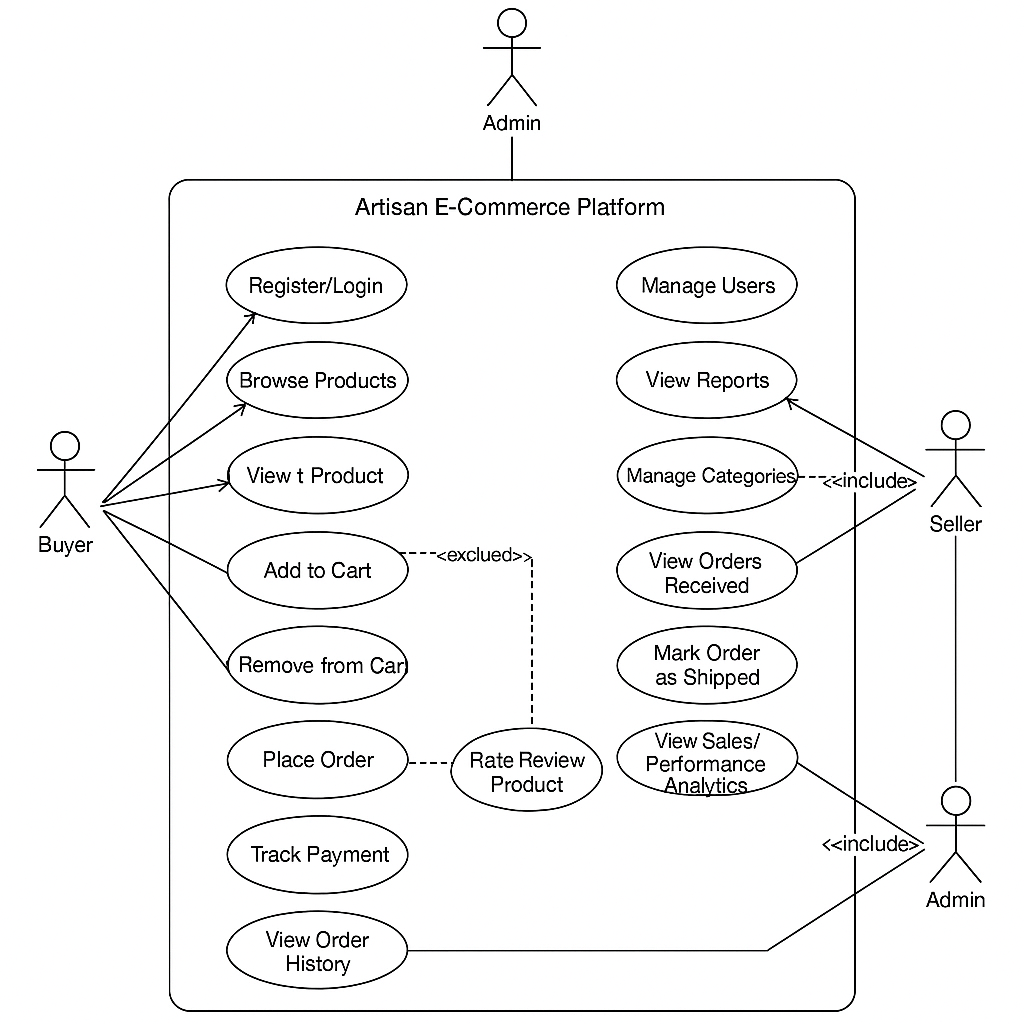 Admin
Artisan E-Commerce Platform
Register/Login
Manage Users
Browse Products
View Reports
View t Product
Manage Categories
<<include>
Seller
Buyer
Add to Cart
<exclued>>
View Orders
Received
Remove from Car
Mark Order
as Shipped
Place Order
Rate Review
Product
View Sales/
Performance
Analytics
Track Payment
<<include>
Admin
View Order
History